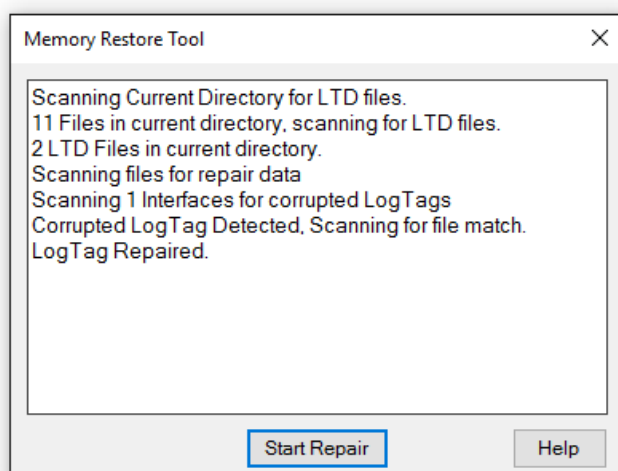 Memory Restore Tool
Scanning Current Directory for LTD files.
11 Files in current directory, scanning for LTD files.
2 LTD Files in current directory.
Scanning files for repair data
Scanning 1 Interfaces for corrupted LogTags
Corrupted LogTag Detected, Scanning for file match.
LogTag Repaired.
Start Repair
Help